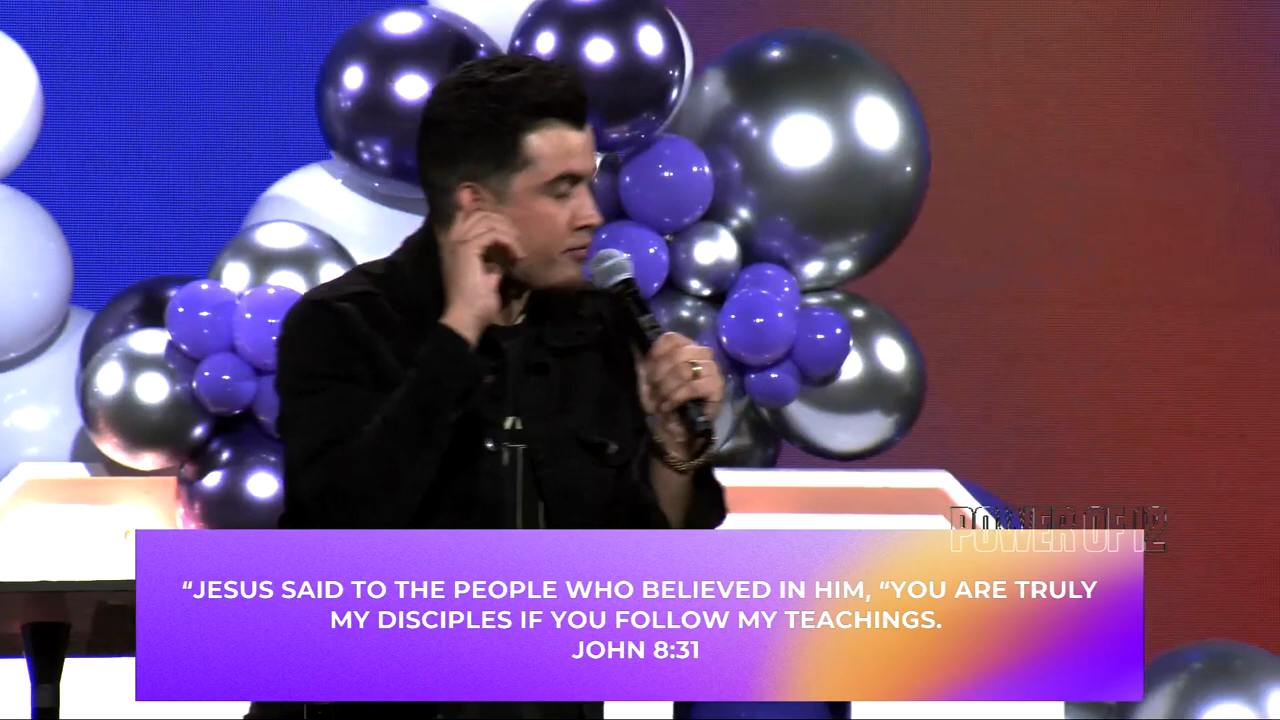 POWER OF 12
“JESUS SAID TO THE PEOPLE WHO BELIEVED IN HIM, “YOU ARE TRULY
MY DISCIPLES IF YOU FOLLOW MY TEACHINGS.
JOHN 8:31